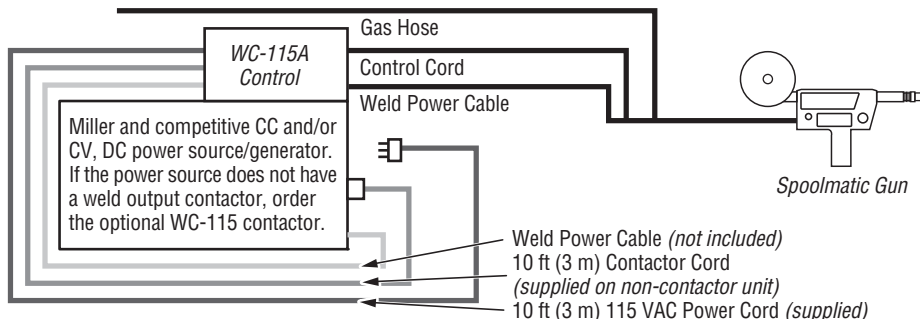 Gas Hose
WC-115A
Control
Control Cord
Weld Power Cable
Miller and competitive CC and/or
CV, DC power source/generator.
If the power source does not have
a weld output contactor, order
the optional WC-115 contactor.
Spoolmatic Gun
Weld Power Cable (not included)
10 ft (3 m) Contactor Cord
(supplied on non-contactor unit)
10 ft (3 m) 115 VAC Power Cord (supplied)